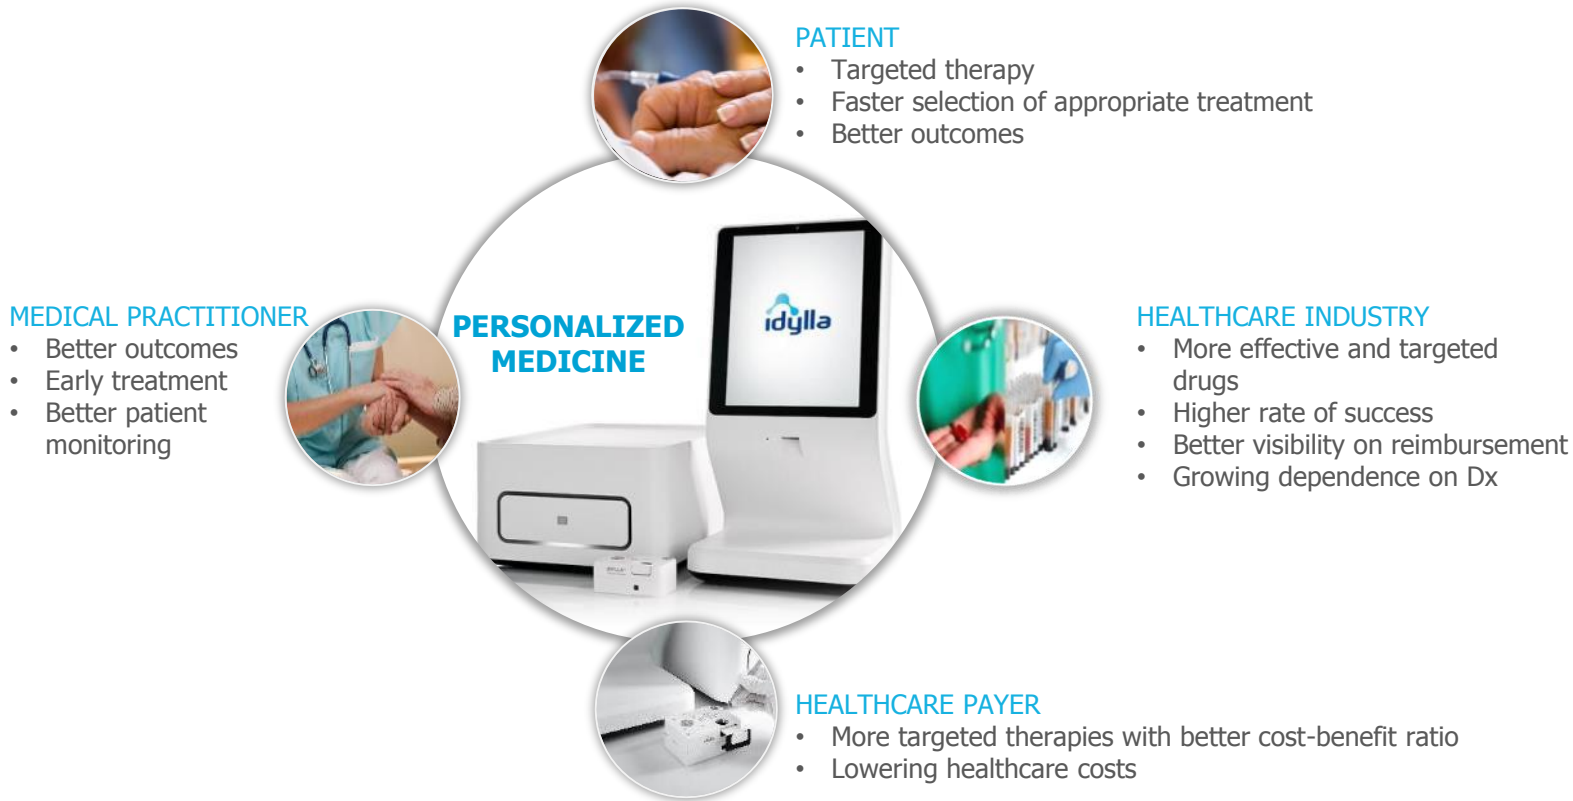 PATIENT
• Targeted therapy
• Faster selection of appropriate treatment
• Better outcomes
MEDICAL PRACTITIONER
• Better outcomes
• Early treatment
• Better patient
monitoring
PERSONALIZED
MEDICINE
idylla
HEALTHCARE INDUSTRY
• More effective and targeted
drugs
• Higher rate of success
• Better visibility on reimbursement
• Growing dependence on Dx
HEALTHCARE PAYER
• More targeted therapies with better cost-benefit ratio
• Lowering healthcare costs